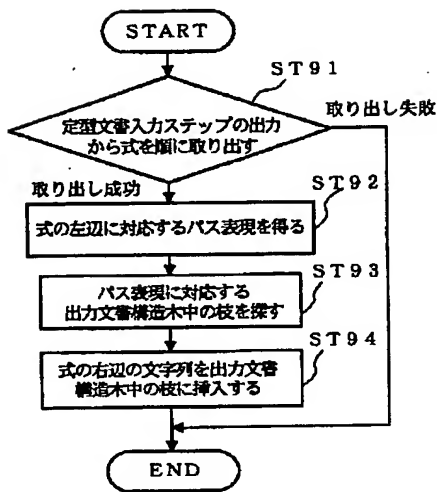 START
ST91
定型文書入力ステップの出力
から式を順に取り出す
取り出し失敗
取り出し成功
ST92
式の左辺に対応するパス表現を得る
ST93
パス表現に対応する
出力文書構造木中の枝を探す
ST94
式の右辺の文字列を出力文書
構造木中の枝に挿入する
END